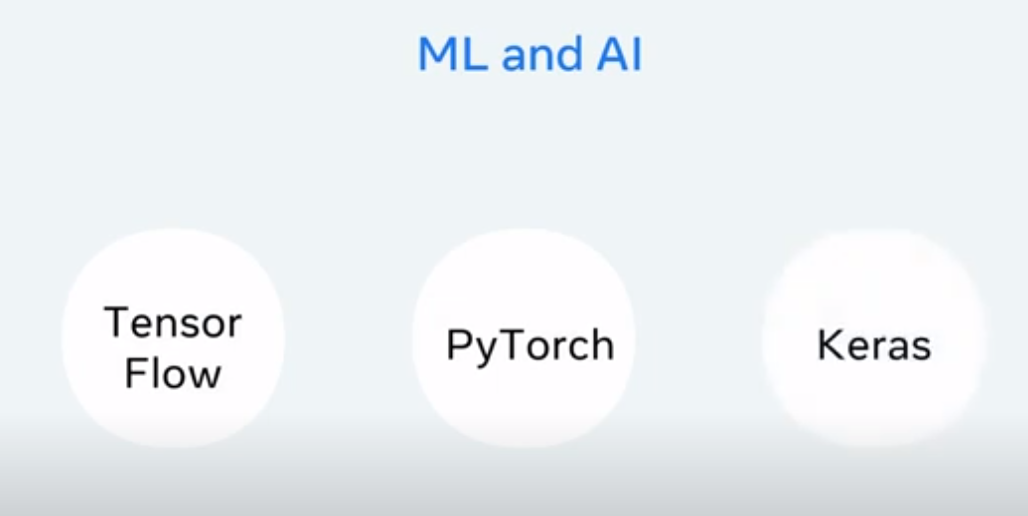 ML and AI
Tensor
Flow
PyTorch
Keras